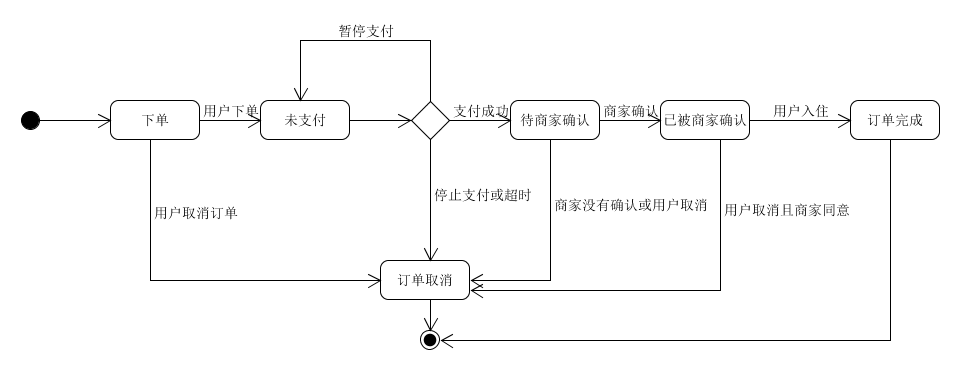 暂停支付
下单
用户下单
未支付
支付成功
待商家确认
商家确认
已被商家确认
用户入住
订单完成
用户取消订单
停止支付或超时
商家没有确认或用户取消
用户取消且商家同意
订单取消